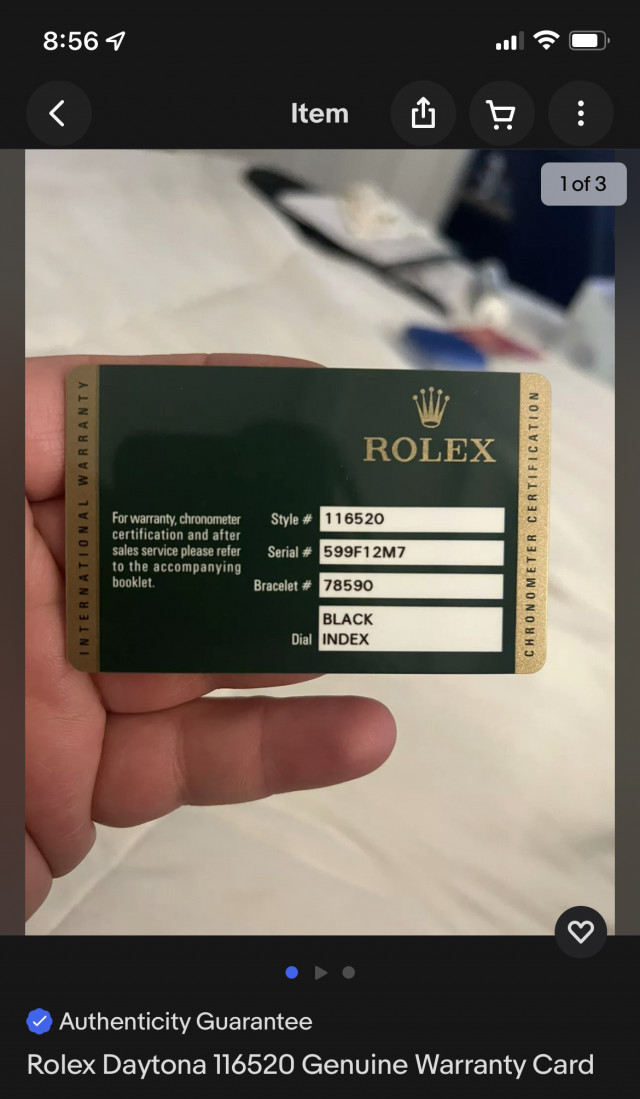 8:56
Item
1 of 3
INTERNATIONAL WARRANTY
ROLEX
For warranty, chronometer
certification and after
sales service please refer
to the accompanying
booklet.
Style # 116520
Serial # 599F12M7
Bracelet # 78590
BLACK
Dial INDEX
CHRONOMETER CERTIFICATION
Authenticity Guarantee
Rolex Daytona 116520 Genuine Warranty Card